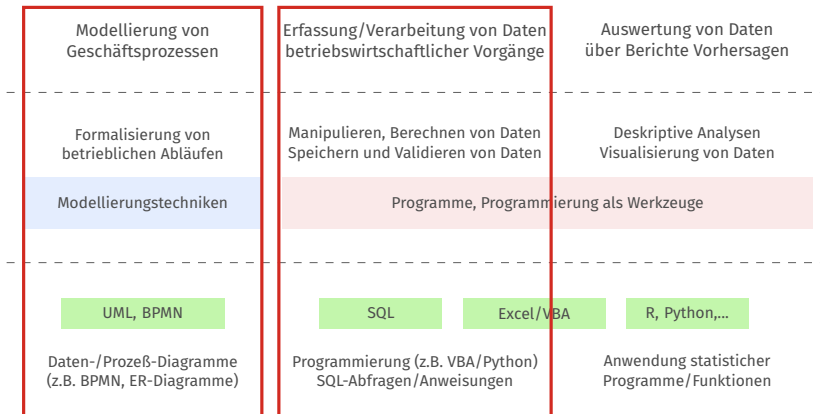 Modellierung von
Geschäftsprozessen
Erfassung/Verarbeitung von Daten
betriebswirtschaftlicher Vorgänge
Auswertung von Daten
über Berichte Vorhersagen
Formalisierung von
betrieblichen Abläufen
Manipulieren, Berechnen von Daten
Speichern und Validieren von Daten
Deskriptive Analysen
Visualisierung von Daten
Modellierungstechniken
Programme, Programmierung als Werkzeuge
UML, BPMN
SQL
Excel/VBA
R, Python,...
Daten-/Prozeß-Diagramme
(z.B. BPMN, ER-Diagramme)
Programmierung (z.B. VBA/Python)
SQL-Abfragen/Anweisungen
Anwendung statisticher
Programme/Funktionen